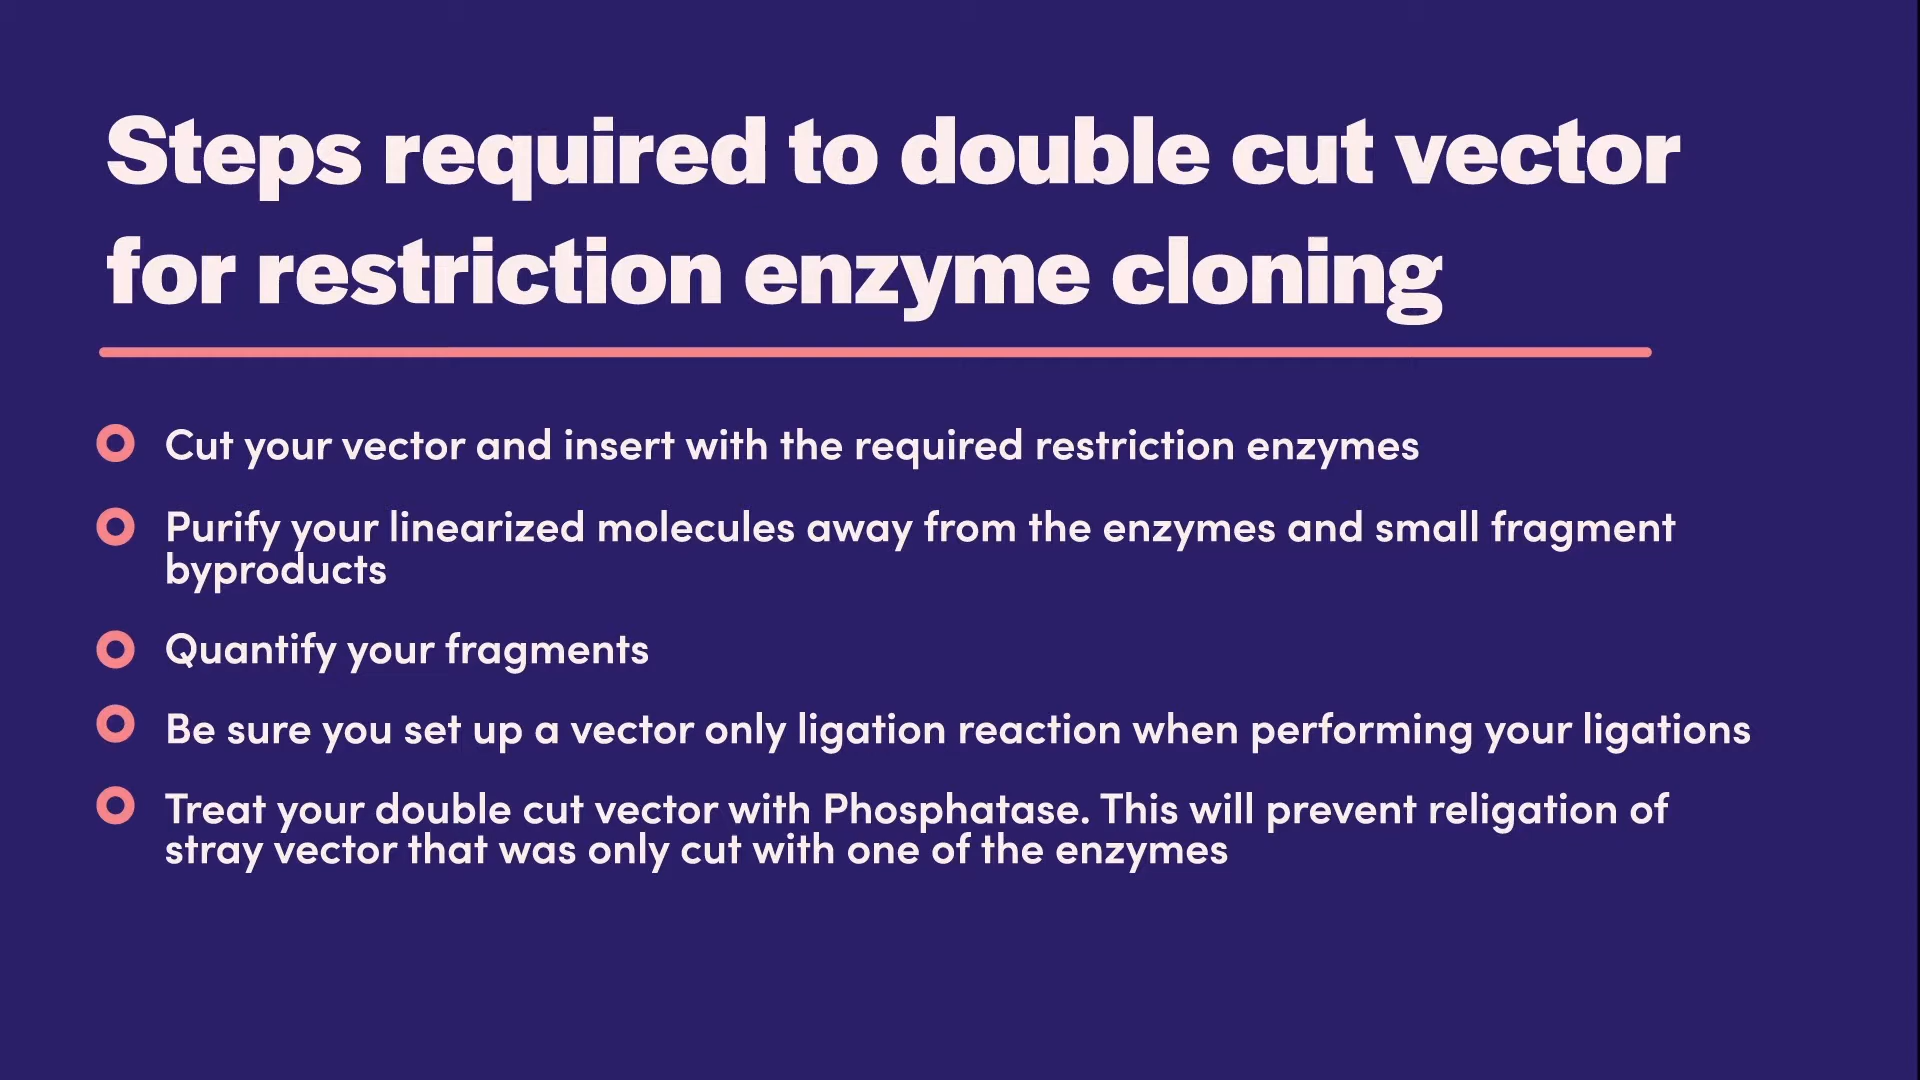 Steps required to double cut vector
for restriction enzyme cloning
Cut your vector and insert with the required restriction enzymes
Purify your linearized molecules away from the enzymes and small fragment
byproducts
Quantify your fragments
Be sure you set up a vector only ligation reaction when performing your ligations
Treat your double cut vector with Phosphatase. This will prevent religation of
stray vector that was only cut with one of the enzymes